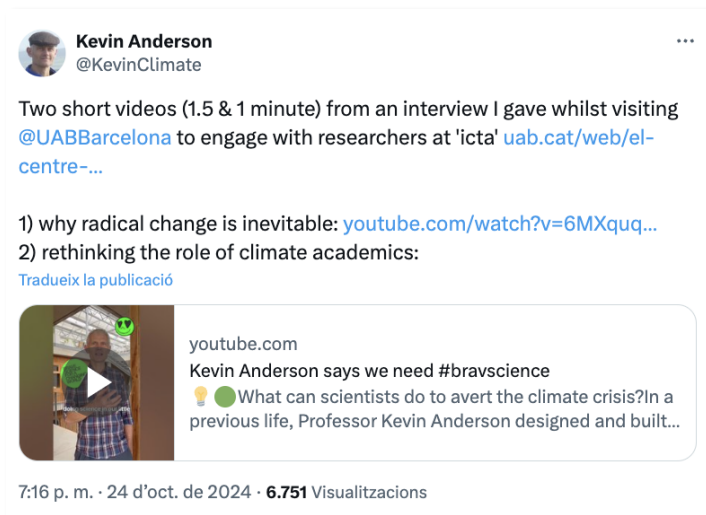 Kevin Anderson
@KevinClimate
Two short videos (1.5 & 1 minute) from an interview I gave whilst visiting
@UABBarcelona to engage with researchers at 'icta' uab.cat/web/el-
centre-...
1) why radical change is inevitable: youtube.com/watch?v=6MXquq...
2) rethinking the role of climate academics:
Tradueix la publicació
youtube.com
Kevin Anderson says we need #bravscience
What can scientists do to avert the climate crisis?In a
previous life, Professor Kevin Anderson designed and built...
7:16 p. m. · 24 d’oct. de 2024 · 6.751 Visualitzacions